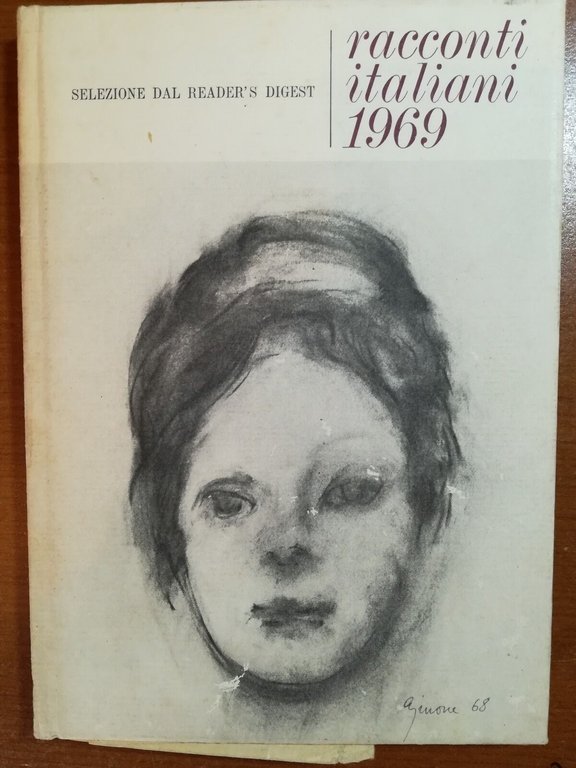 SELEZIONE DAL READER'S DIGEST
racconti
italiani
1969
68